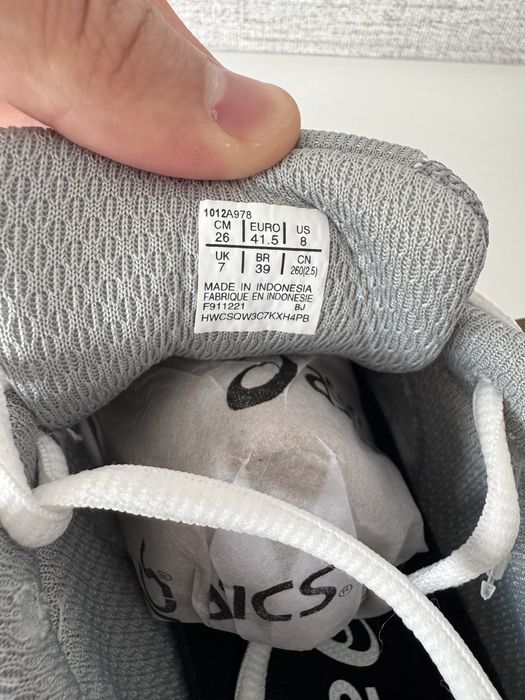 1012A978
CM EURO US
26 41.5 8
UK BR CN
7 39 260(2.5)
MADE IN INDONESIA
FABRIQUE EN INDONESIE
F911221 BJ
HWCSQW3C7KXH4PB
ASICS